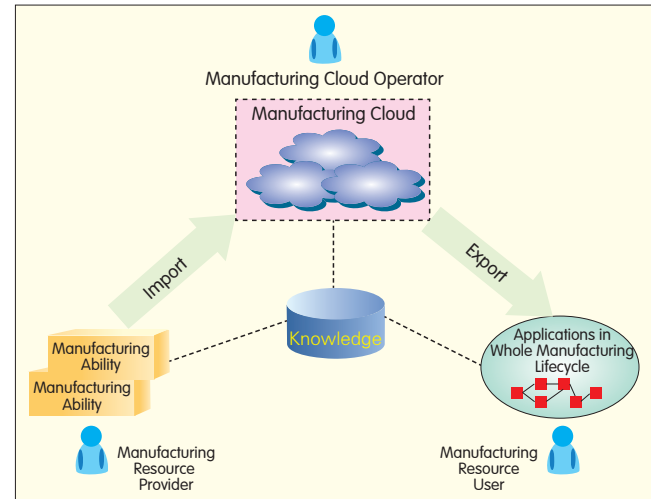 Manufacturing Cloud Operator
Manufacturing Cloud
Import
Export
Knowledge
Manufacturing
Ability
Manufacturing
Ability
Applications in
Whole Manufacturing
Lifecycle
Manufacturing
Resource
Provider
Manufacturing
Resource
User